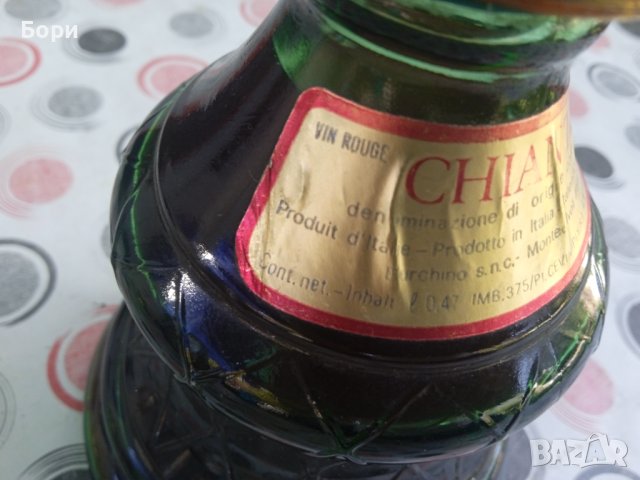 Бори
VIN ROUGE
CHIAN
denominazione di orig
Produit d'Italie - Prodotto in Italia
Burchino s.n.c. - Montec
Cont. net. - Inhalt ℓ 0,47 IMB. 375/PI
BAZAR